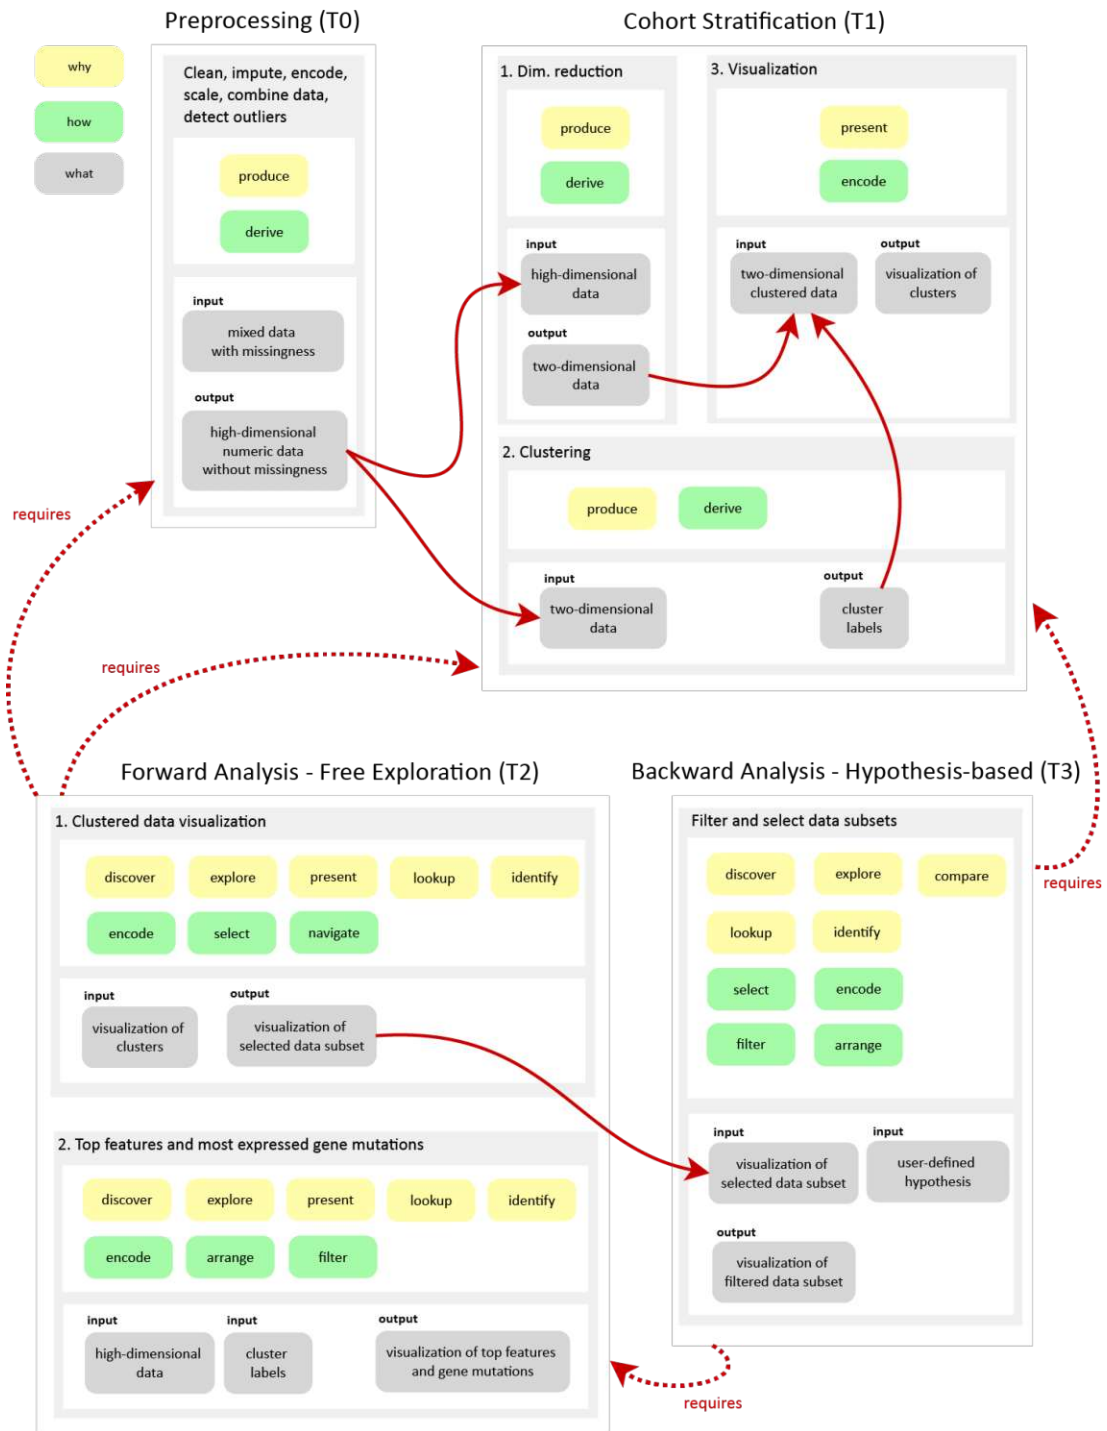 Preprocessing (T0)
why
how
what
Clean, impute, encode,
scale, combine data,
detect outliers
produce
derive
input
mixed data
with missingness
output
high-dimensional
numeric data
without missingness
Cohort Stratification (T1)
1. Dim. reduction
produce
derive
input
high-dimensional
data
output
two-dimensional
data
3. Visualization
present
encode
input
two-dimensional
clustered data
output
visualization of
clusters
2. Clustering
produce
derive
input
two-dimensional
data
output
cluster
labels
requires
requires
Forward Analysis - Free Exploration (T2)
1. Clustered data visualization
discover
explore
present
lookup
identify
encode
select
navigate
input
visualization of
clusters
output
visualization of
selected data subset
2. Top features and most expressed gene mutations
discover
explore
present
lookup
identify
encode
arrange
filter
input
high-dimensional
data
input
cluster
labels
output
visualization of top features
and gene mutations
Backward Analysis - Hypothesis-based (T3)
Filter and select data subsets
discover
explore
compare
lookup
identify
select
encode
filter
arrange
input
visualization of
selected data subset
input
user-defined
hypothesis
output
visualization of
filtered data subset
requires
requires